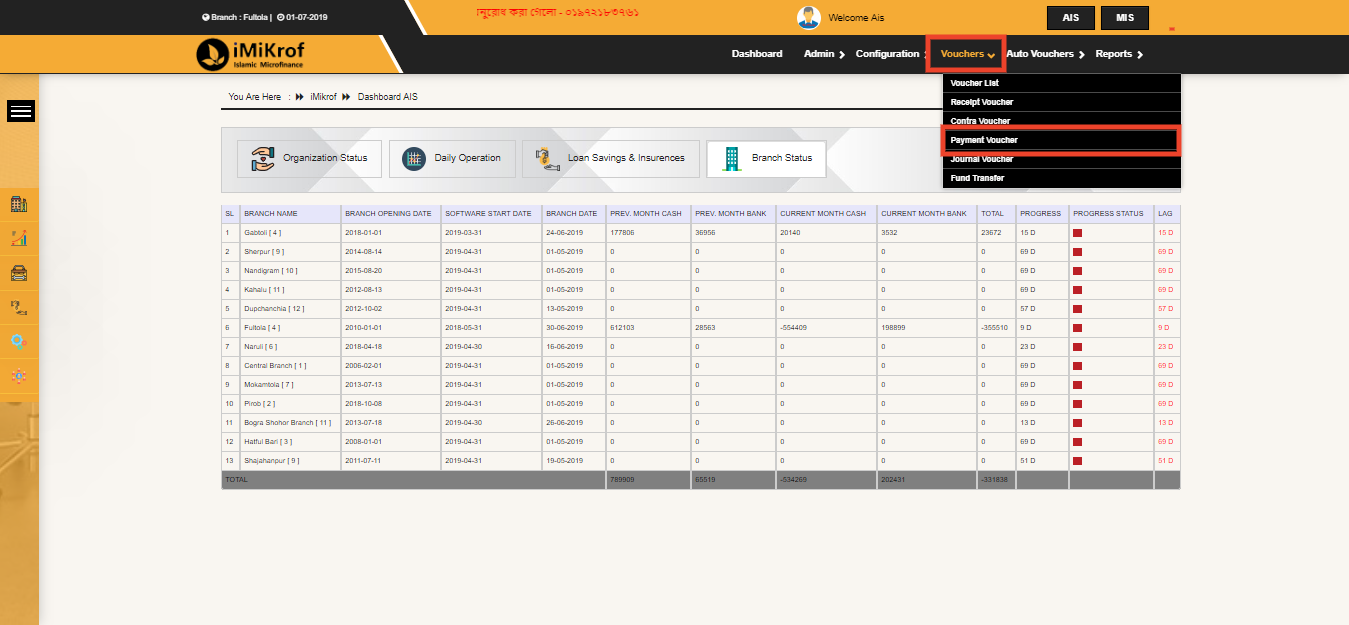 Branch : Fultola | 01-07-2019
নুরোধ করা গেলো - ০১৯৭২১৮৩৭৬১
Welcome Ais
AIS
MIS
iMiKrof
Islamic Microfinance
Dashboard Admin Configuration Vouchers Auto Vouchers Reports
Voucher List
Receipt Voucher
Contra Voucher
Payment Voucher
Journal Voucher
Fund Transfer
You Are Here : iMikrof Dashboard AIS
Organization Status
Daily Operation
Loan Savings & Insurences
Branch Status
SL BRANCH NAME BRANCH OPENING DATE SOFTWARE START DATE BRANCH DATE PREV. MONTH CASH PREV. MONTH BANK CURRENT MONTH CASH CURRENT MONTH BANK TOTAL PROGRESS PROGRESS STATUS LAG
1 Gabtoli [ 4 ] 2018-01-01 2019-03-31 24-06-2019 177806 36956 20140 3532 23672 15 D 15 D
2 Sherpur [ 9 ] 2014-08-14 2019-04-31 01-05-2019 0 0 0 0 0 69 D 69 D
3 Nandigram [ 10 ] 2015-08-20 2019-04-31 01-05-2019 0 0 0 0 0 69 D 69 D
4 Kahalu [ 11 ] 2012-08-13 2019-04-31 01-05-2019 0 0 0 0 0 69 D 69 D
5 Dupchanchia [ 12 ] 2012-10-02 2019-04-31 13-05-2019 0 0 0 0 0 57 D 57 D
6 Fultola [ 4 ] 2010-01-01 2018-05-31 30-06-2019 612103 28563 -554409 198899 -355510 9 D 9 D
7 Naruli [ 6 ] 2018-04-18 2019-04-30 16-06-2019 0 0 0 0 0 23 D 23 D
8 Central Branch [ 1 ] 2006-02-01 2019-04-31 01-05-2019 0 0 0 0 0 69 D 69 D
9 Mokamtola [ 7 ] 2013-07-13 2019-04-31 01-05-2019 0 0 0 0 0 69 D 69 D
10 Pirob [ 2 ] 2018-10-08 2019-04-31 01-05-2019 0 0 0 0 0 69 D 69 D
11 Bogra Shohor Branch [ 11 ] 2013-07-18 2019-04-30 26-06-2019 0 0 0 0 0 13 D 13 D
12 Hatful Bari [ 3 ] 2008-01-01 2019-04-31 01-05-2019 0 0 0 0 0 69 D 69 D
13 Shajahanpur [ 9 ] 2011-07-11 2019-04-31 19-05-2019 0 0 0 0 0 51 D 51 D
TOTAL 789909 65519 -534269 202431 -331838